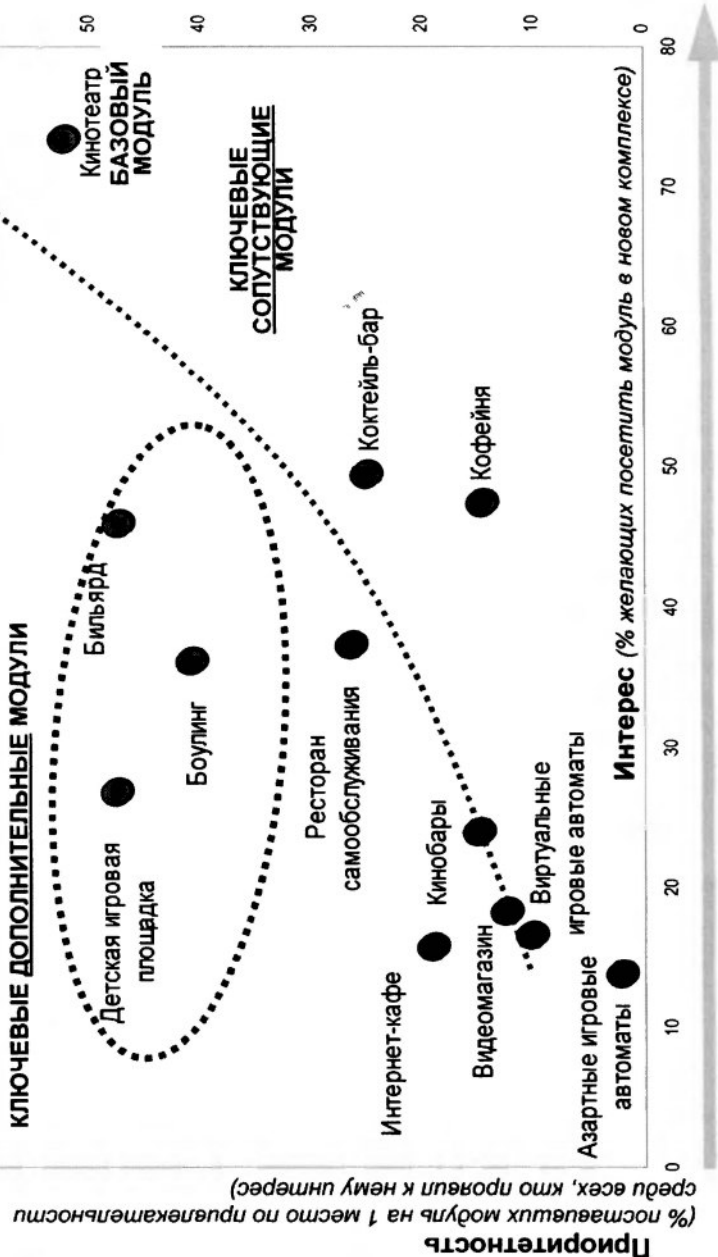 КЛЮЧЕВЫЕ ДОПОЛНИТЕЛЬНЫЕ МОДУЛИ
Кинотеатр
БАЗОВЫЙ
МОДУЛЬ
Бильярд
Детская игровая
площадка
Боулинг
КЛЮЧЕВЫЕ
СОПУТСТВУЮЩИЕ
МОДУЛИ
Ресторан
самообслуживания
Коктейль-бар
Интернет-кафе
Кинобары
Кофейня
Видеомагазин
Виртуальные
игровые автоматы
Азартные игровые
автоматы
50
40
30
20
10
0
0
10
20
30
40
50
60
70
80
Интерес (% желающих посетить модуль в новом комплексе)
Приоритетность
(% поставивших модуль на 1 место по привлекательности
среди всех, кто проявил к нему интерес)